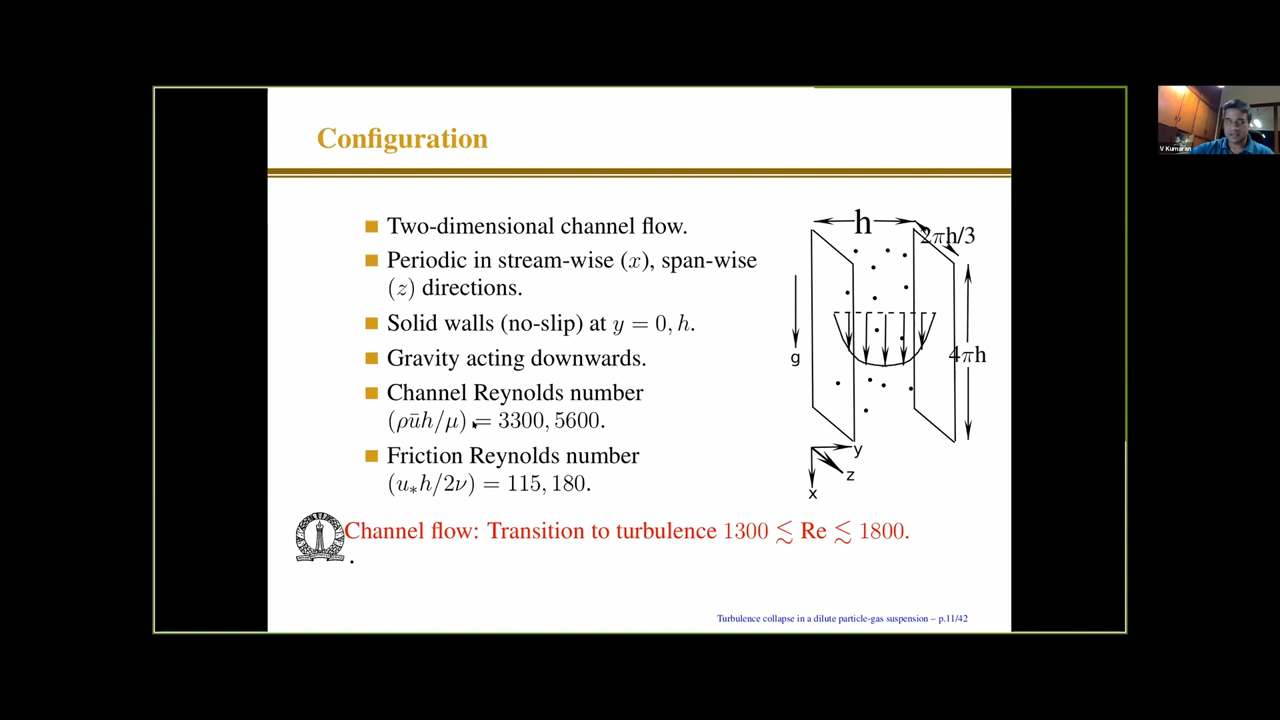 Configuration
Two-dimensional channel flow.
Periodic in stream-wise (x), span-wise
(z) directions.
Solid walls (no-slip) at y = 0, h.
Gravity acting downwards.
Channel Reynolds number
(ρūh/μ) = 3300, 5600.
Friction Reynolds number
(u*h/2ν) = 115, 180.
Channel flow: Transition to turbulence 1300 ≲ Re ≲ 1800.
.
h
2πh/3
g
4πh
y
z
x
Turbulence collapse in a dilute particle-gas suspension – p.11/42
V Kumaran